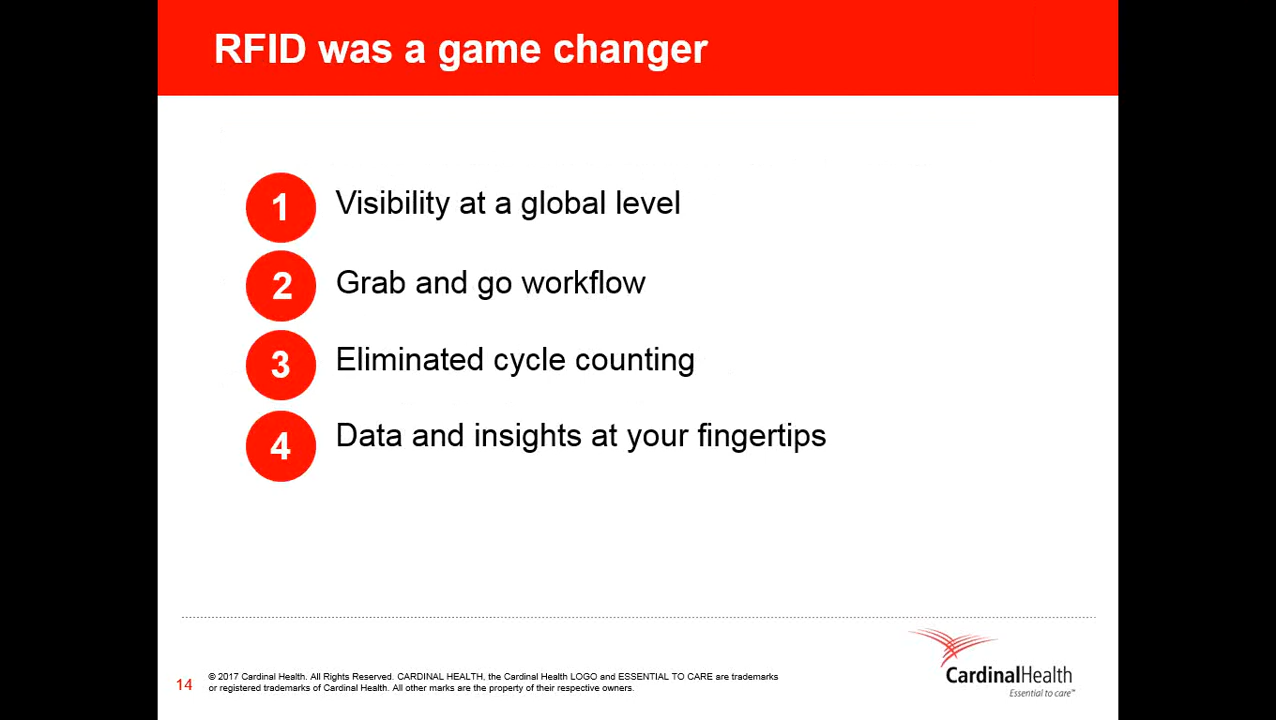 RFID was a game changer
1 Visibility at a global level
2 Grab and go workflow
3 Eliminated cycle counting
4 Data and insights at your fingertips
14
© 2017 Cardinal Health. All Rights Reserved. CARDINAL HEALTH, the Cardinal Health LOGO and ESSENTIAL TO CARE are trademarks
or registered trademarks of Cardinal Health. All other marks are the property of their respective owners.
CardinalHealth
Essential to care™